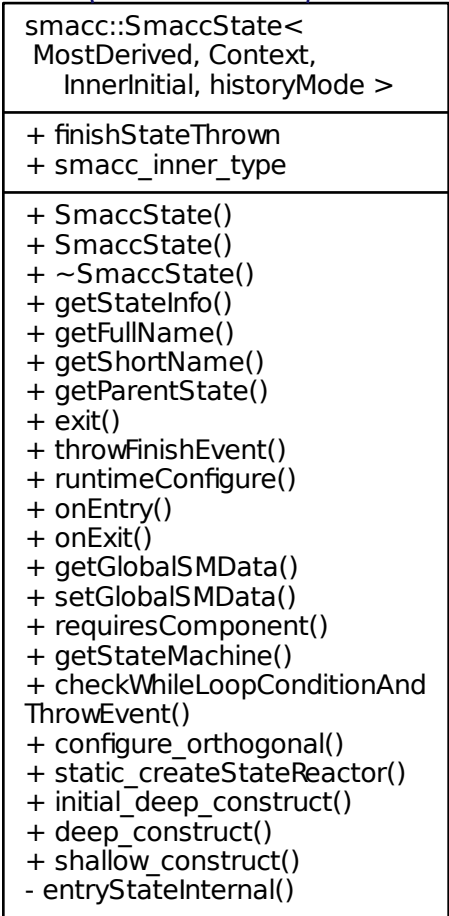 smacc::SmaccState<
MostDerived, Context,
InnerInitial, historyMode >
+ finishStateThrown
+ smacc_inner_type
+ SmaccState()
+ SmaccState()
+ ~SmaccState()
+ getStateInfo()
+ getFullName()
+ getShortName()
+ getParentState()
+ exit()
+ throwFinishEvent()
+ runtimeConfigure()
+ onEntry()
+ onExit()
+ getGlobalSMData()
+ setGlobalSMData()
+ requiresComponent()
+ getStateMachine()
+ checkWhileLoopConditionAnd
ThrowEvent()
+ configure_orthogonal()
+ static_createStateReactor()
+ initial_deep_construct()
+ deep_construct()
+ shallow_construct()
- entryStateInternal()